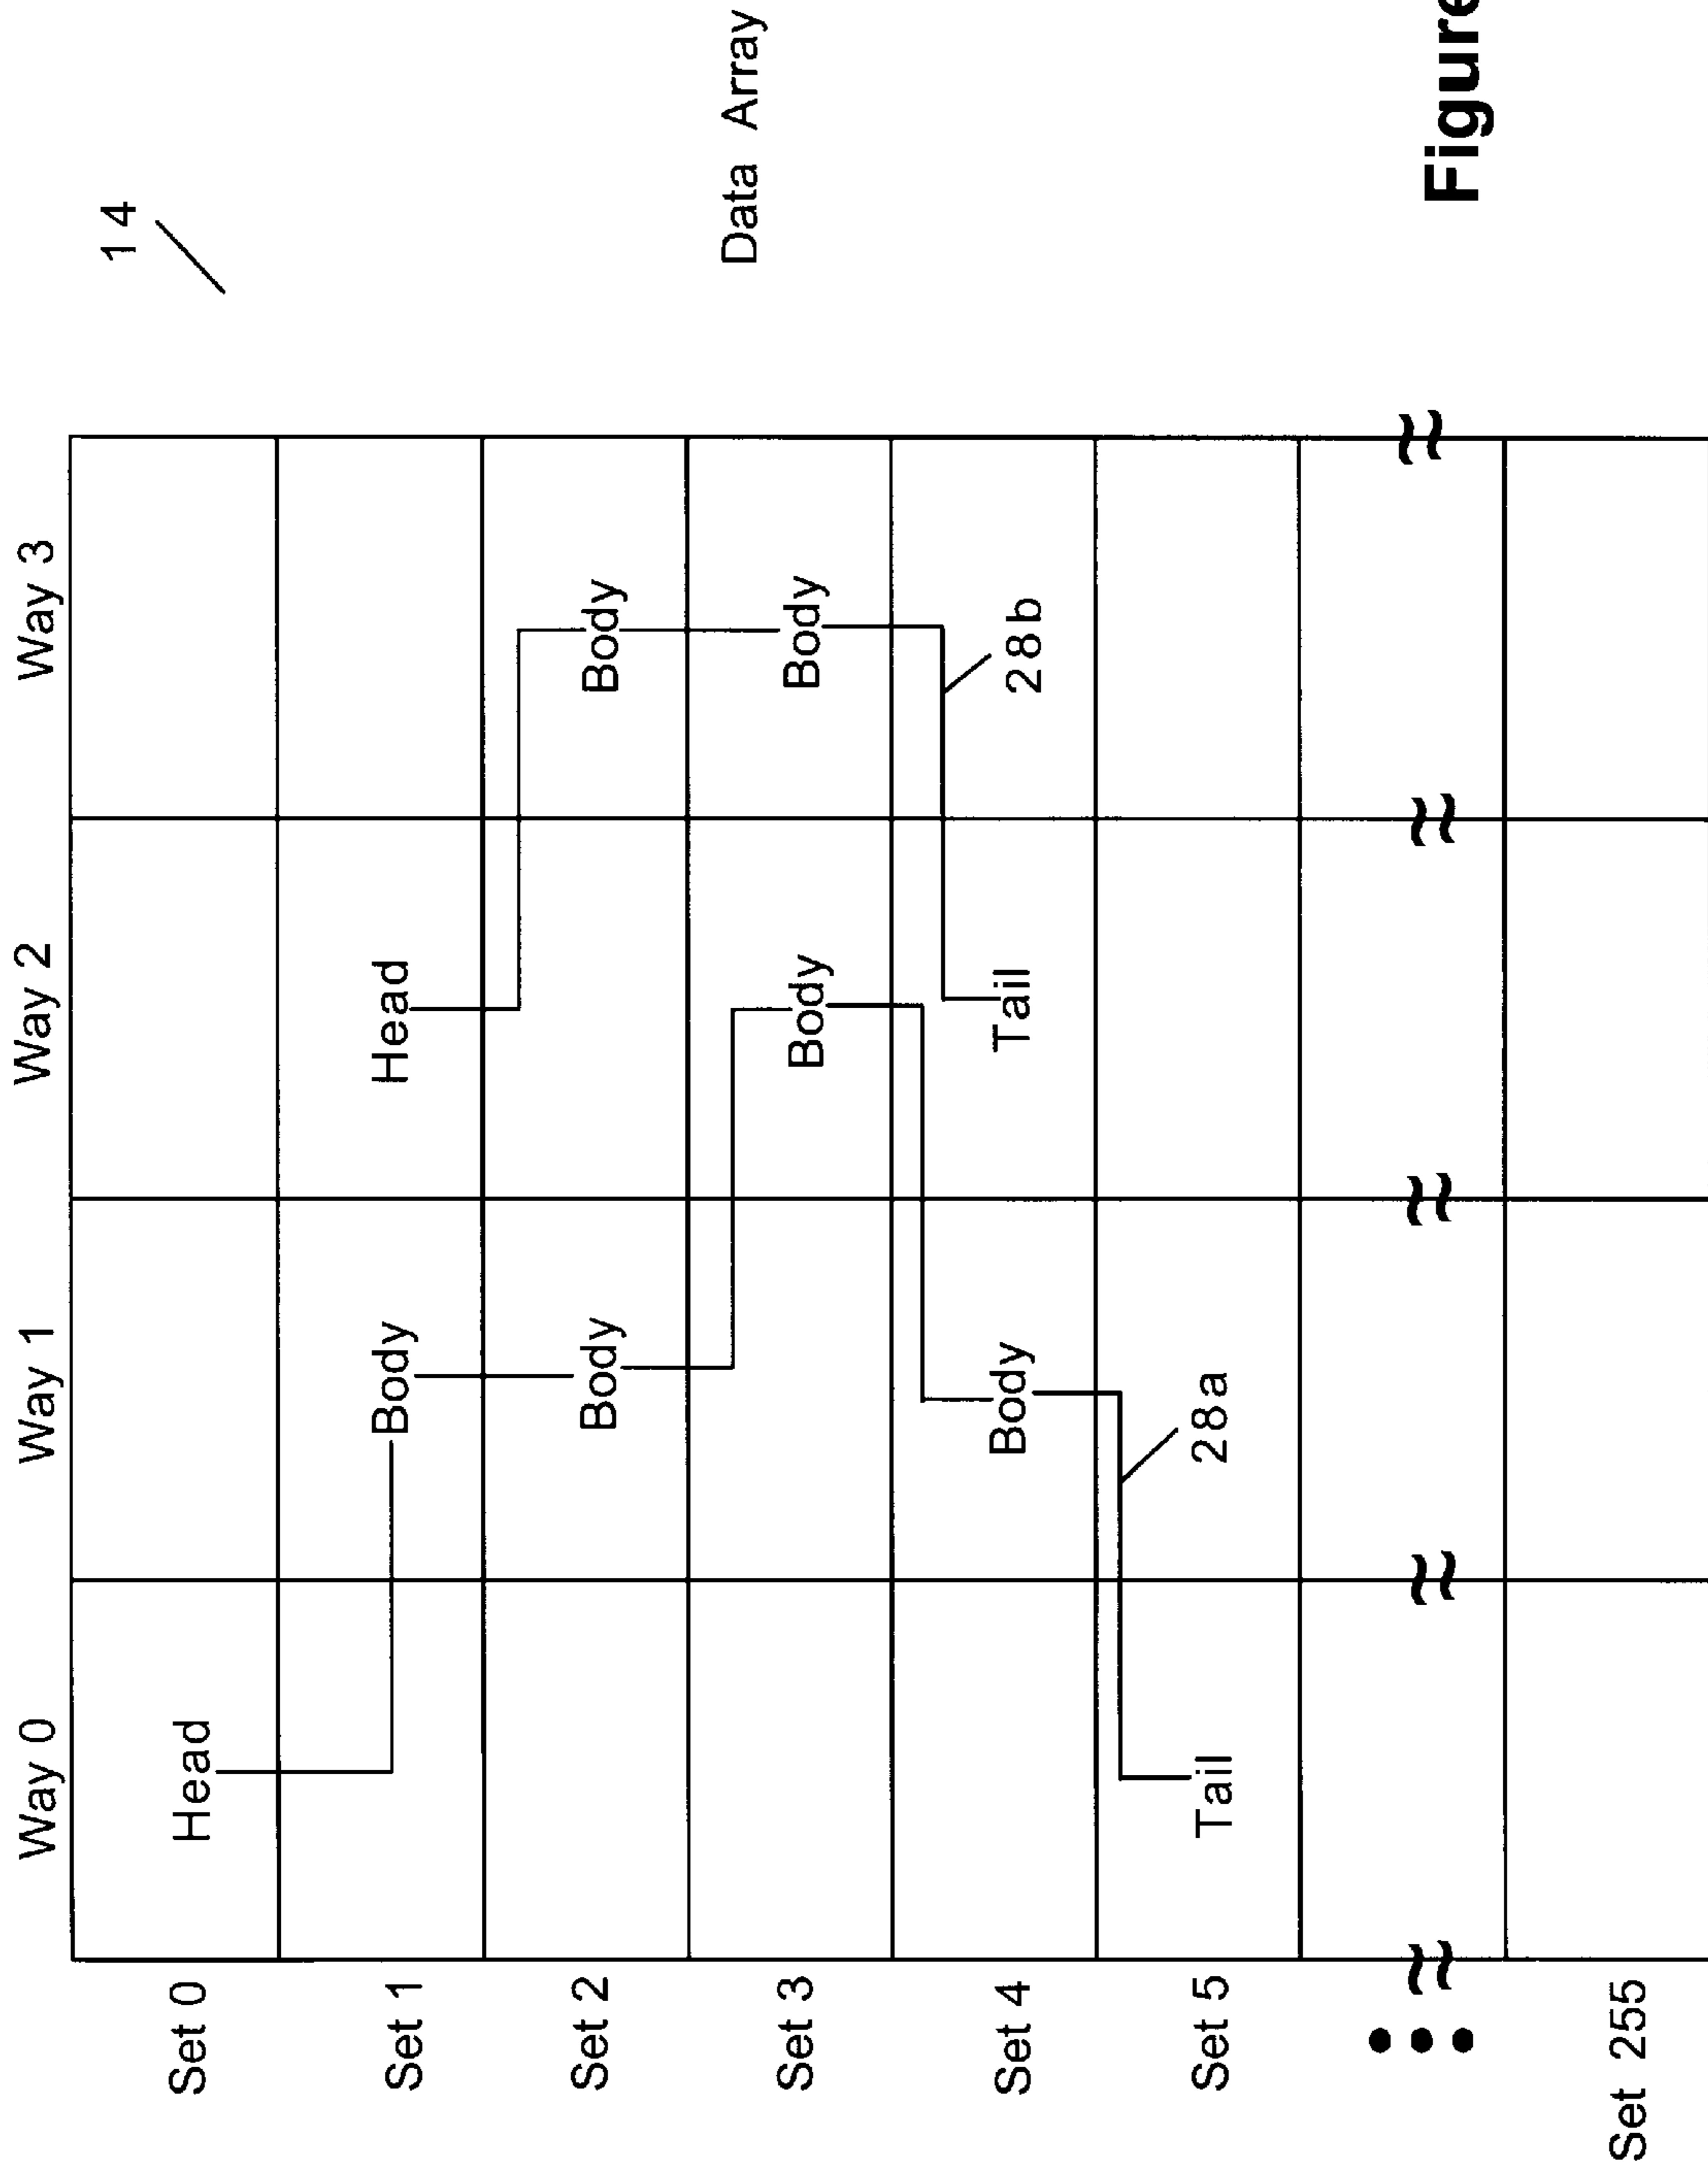 Way 0 Way 1 Way 2 Way 3
14
Set 0 Head
Set 1 Body Head
Set 2 Body Body
Set 3 Body Body
Data Array
Set 4 Body Tail 28b
Set 5 Tail 28a
Figure
Set 255